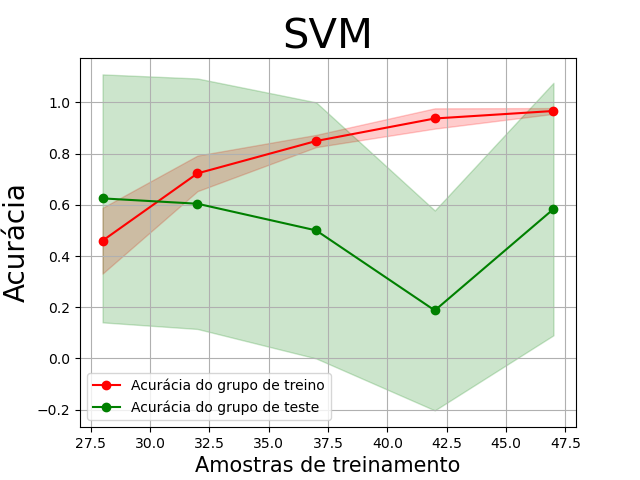 SVM
Acurácia
1.0
0.8
0.6
0.4
0.2
0.0
−0.2
Acurácia do grupo de treino
Acurácia do grupo de teste
27.5 30.0 32.5 35.0 37.5 40.0 42.5 45.0 47.5
Amostras de treinamento